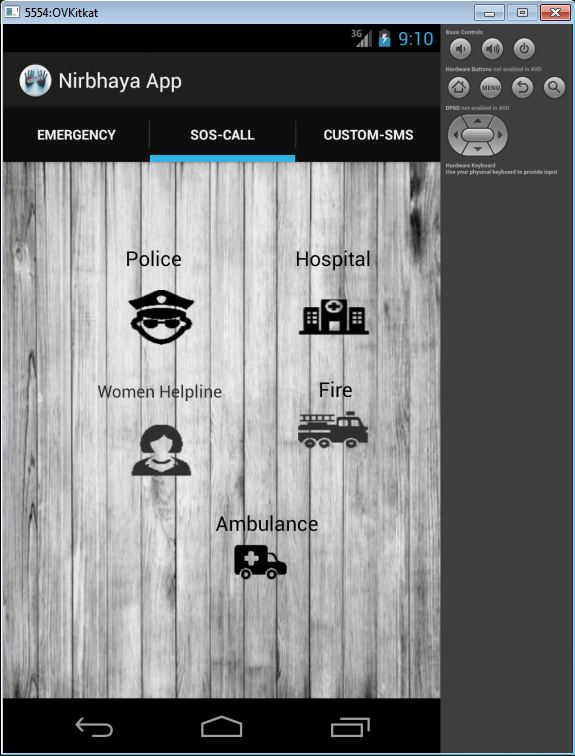 5554:OVKitkat
3G 9:10
Nirbhaya App
EMERGENCY SOS-CALL CUSTOM-SMS
Police Hospital
Women Helpline Fire
Ambulance
Basic Controls
Hardware Buttons not enabled in AVD
MENU
DPAD not enabled in AVD
Hardware Keyboard
Use your physical keyboard to provide input